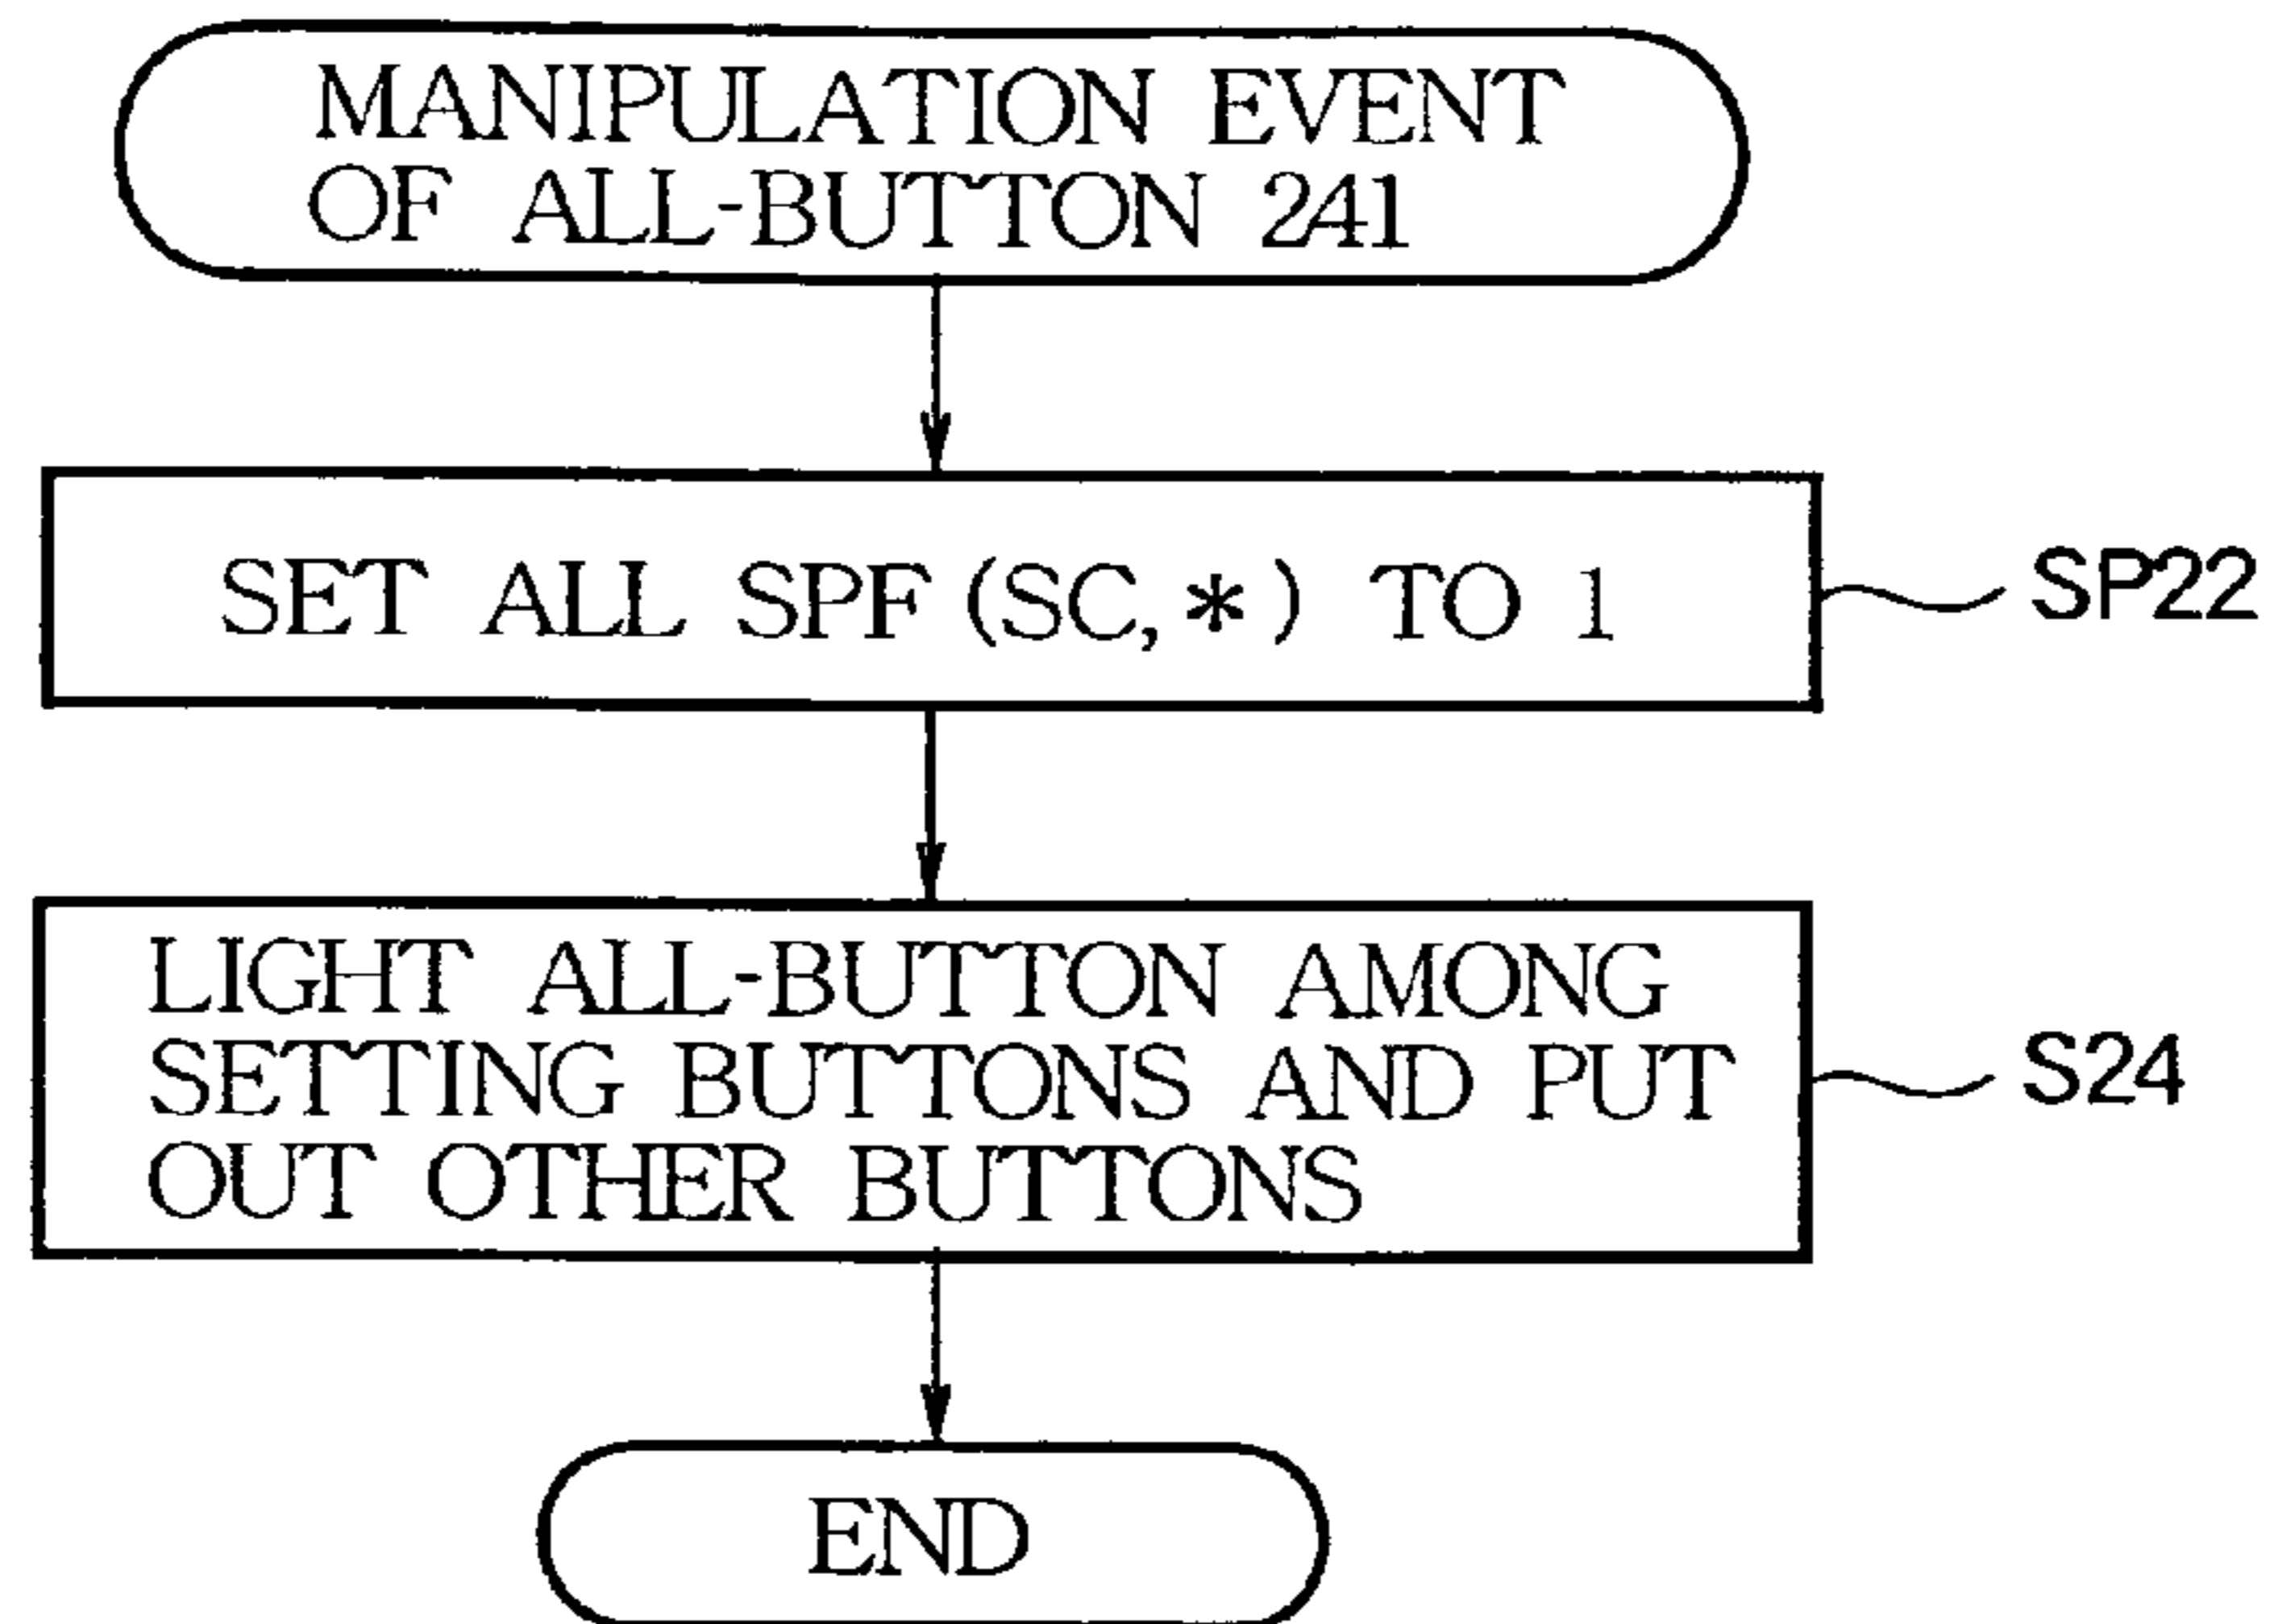 MANIPULATION EVENT
OF ALL-BUTTON 241
SET ALL SPF (SC,*) TO 1
SP22
LIGHT ALL-BUTTON AMONG
SETTING BUTTONS AND PUT
OUT OTHER BUTTONS
S24
END